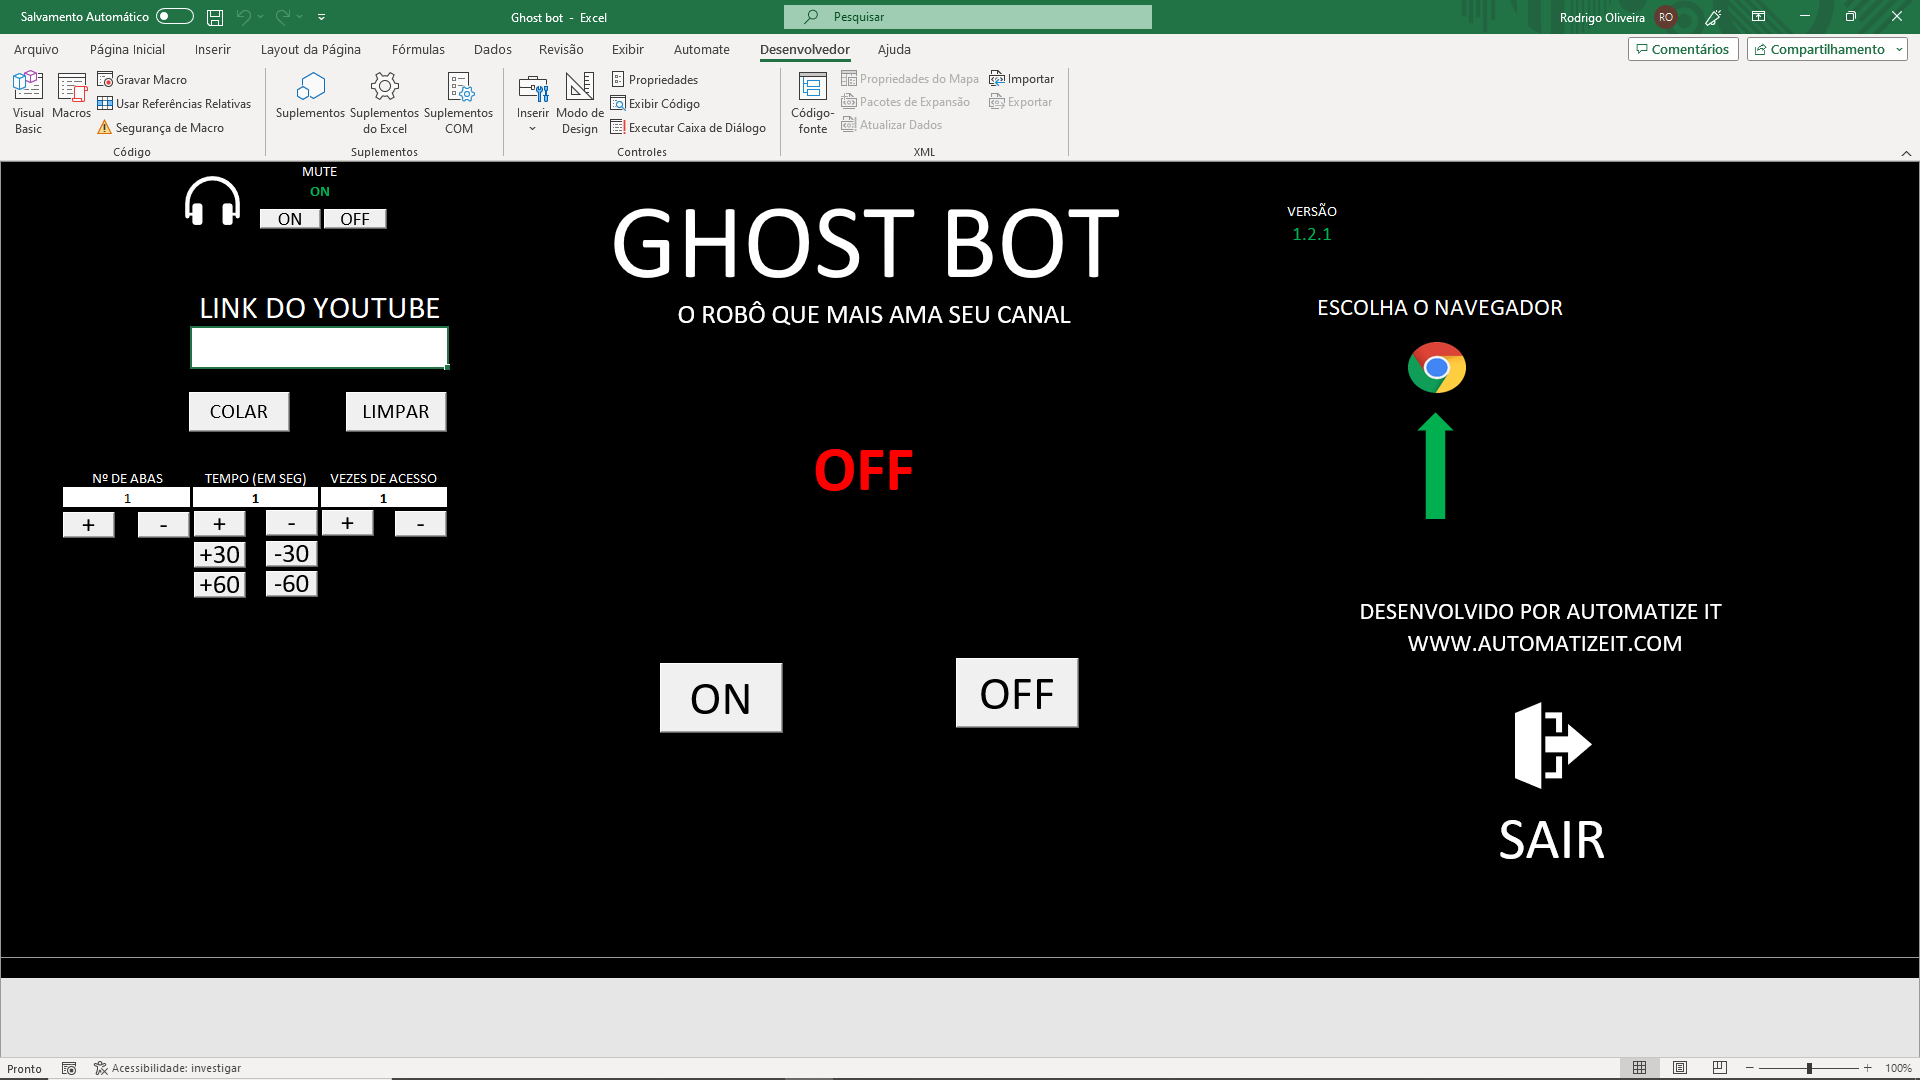 Salvamento Automático
Ghost bot - Excel
Pesquisar
Rodrigo Oliveira
RO
Arquivo
Página Inicial
Inserir
Layout da Página
Fórmulas
Dados
Revisão
Exibir
Automate
Desenvolvedor
Ajuda
Comentários
Compartilhamento
Visual
Basic
Macros
Gravar Macro
Usar Referências Relativas
Segurança de Macro
Código
Suplementos
Suplementos
do Excel
Suplementos
COM
Suplementos
Inserir
Modo de
Design
Propriedades
Exibir Código
Executar Caixa de Diálogo
Controles
Código-
fonte
Propriedades do Mapa
Pacotes de Expansão
Atualizar Dados
Importar
Exportar
XML
MUTE
ON
ON
OFF
GHOST BOT
O ROBÔ QUE MAIS AMA SEU CANAL
VERSÃO
1.2.1
LINK DO YOUTUBE
COLAR
LIMPAR
ESCOLHA O NAVEGADOR
OFF
Nº DE ABAS
TEMPO (EM SEG)
VEZES DE ACESSO
1
1
1
+
-
+
-
+
-
+30
-30
+60
-60
ON
OFF
DESENVOLVIDO POR AUTOMATIZE IT
WWW.AUTOMATIZEIT.COM
SAIR
Pronto
Acessibilidade: investigar
100%